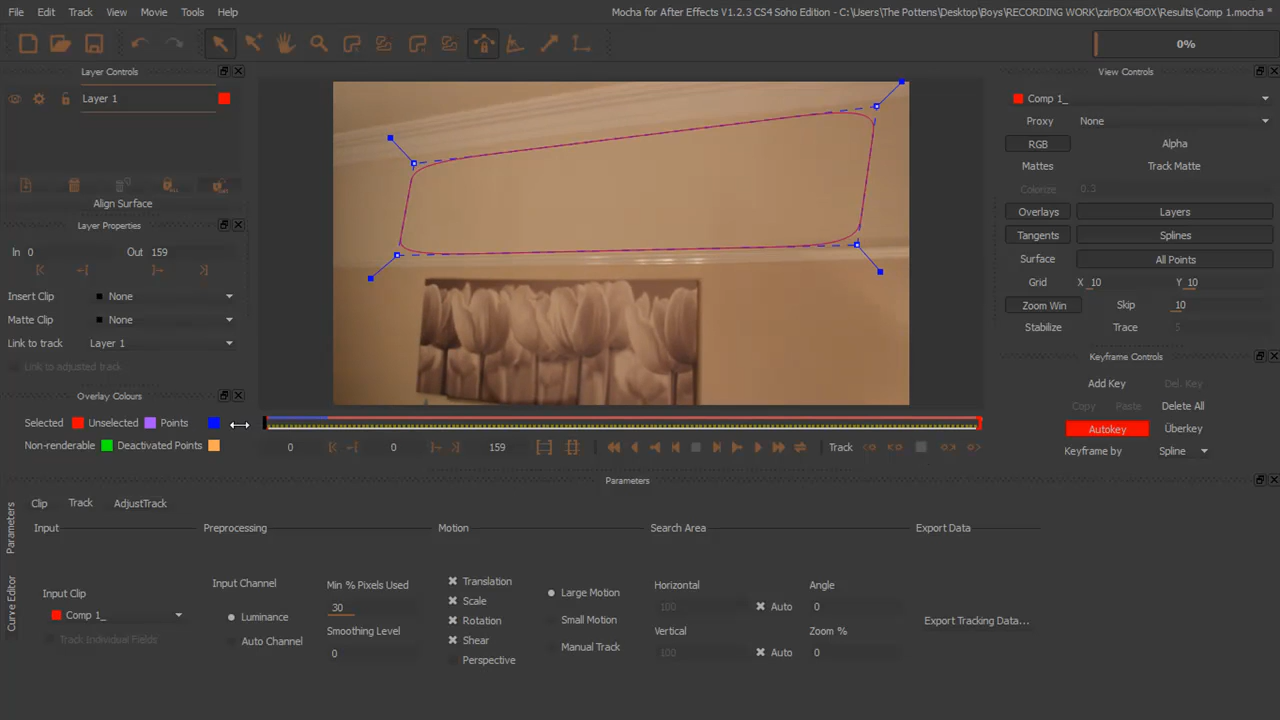 File Edit Track View Movie Tools Help
Mocha for After Effects V1.2.3 CS4 Soho Edition - C:\Users\The Pottens\Desktop\Boys\RECORDING WORK\zzirBOX4BOX\Results\Comp 1.mocha *
0%
Layer Controls
Layer 1
Align Surface
Layer Properties
In 0 Out 159
Insert Clip None
Matte Clip None
Link to track Layer 1
Link to adjusted track
Overlay Colours
Selected Unselected Points
Non-renderable Deactivated Points
0 0 159 Track
View Controls
Comp 1_
Proxy None
RGB Alpha
Mattes Track Matte
Colorize 0.3
Overlays Layers
Tangents Splines
Surface All Points
Grid X 10 Y 10
Zoom Win Skip 10
Stabilize Trace 5
Keyframe Controls
Add Key Del. Key
Copy Paste Delete All
Autokey Überkey
Keyframe by Spline
Parameters
Parameters
Curve Editor
Clip Track AdjustTrack
Input Preprocessing Motion Search Area Export Data
Input Clip
Comp 1_
Track Individual Fields
Input Channel
Luminance
Auto Channel
Min % Pixels Used
30
Smoothing Level
0
Translation
Scale
Rotation
Shear
Perspective
Large Motion
Small Motion
Manual Track
Horizontal
100 Auto
Vertical
100 Auto
Angle
0
Zoom %
0
Export Tracking Data...